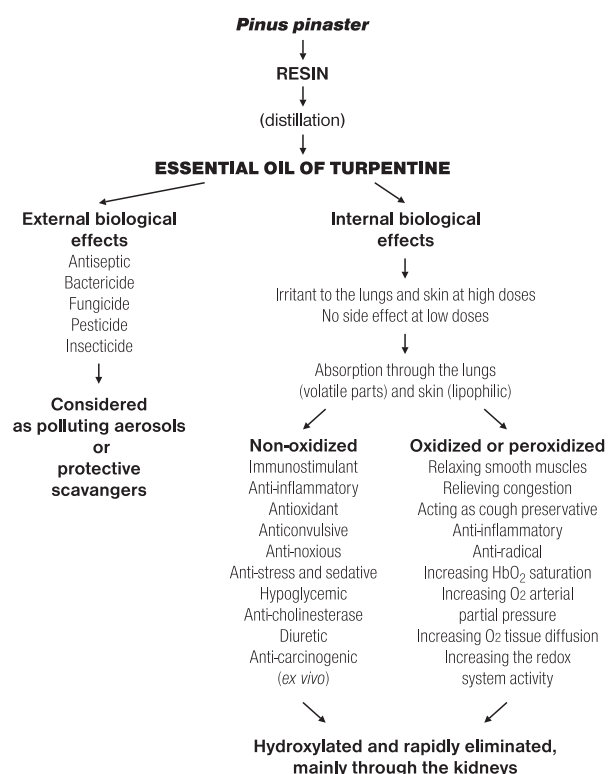 Pinus pinaster
RESIN
(distillation)
ESSENTIAL OIL OF TURPENTINE
External biological
effects
Antiseptic
Bactericide
Fungicide
Pesticide
Insecticide
Considered
as polluting aerosols
or
protective
scavangers
Internal biological
effects
Irritant to the lungs and skin at high doses
No side effect at low doses
Absorption through the lungs
(volatile parts) and skin (lipophilic)
Non-oxidized
Immunostimulant
Anti-inflammatory
Antioxidant
Anticonvulsive
Anti-noxious
Anti-stress and sedative
Hypoglycemic
Anti-cholinesterase
Diuretic
Anti-carcinogenic
(ex vivo)
Oxidized or peroxidized
Relaxing smooth muscles
Relieving congestion
Acting as cough preservative
Anti-inflammatory
Anti-radical
Increasing HbO₂ saturation
Increasing O2 arterial
partial pressure
Increasing O2 tissue diffusion
Increasing the redox
system activity
Hydroxylated and rapidly eliminated,
mainly through the kidneys